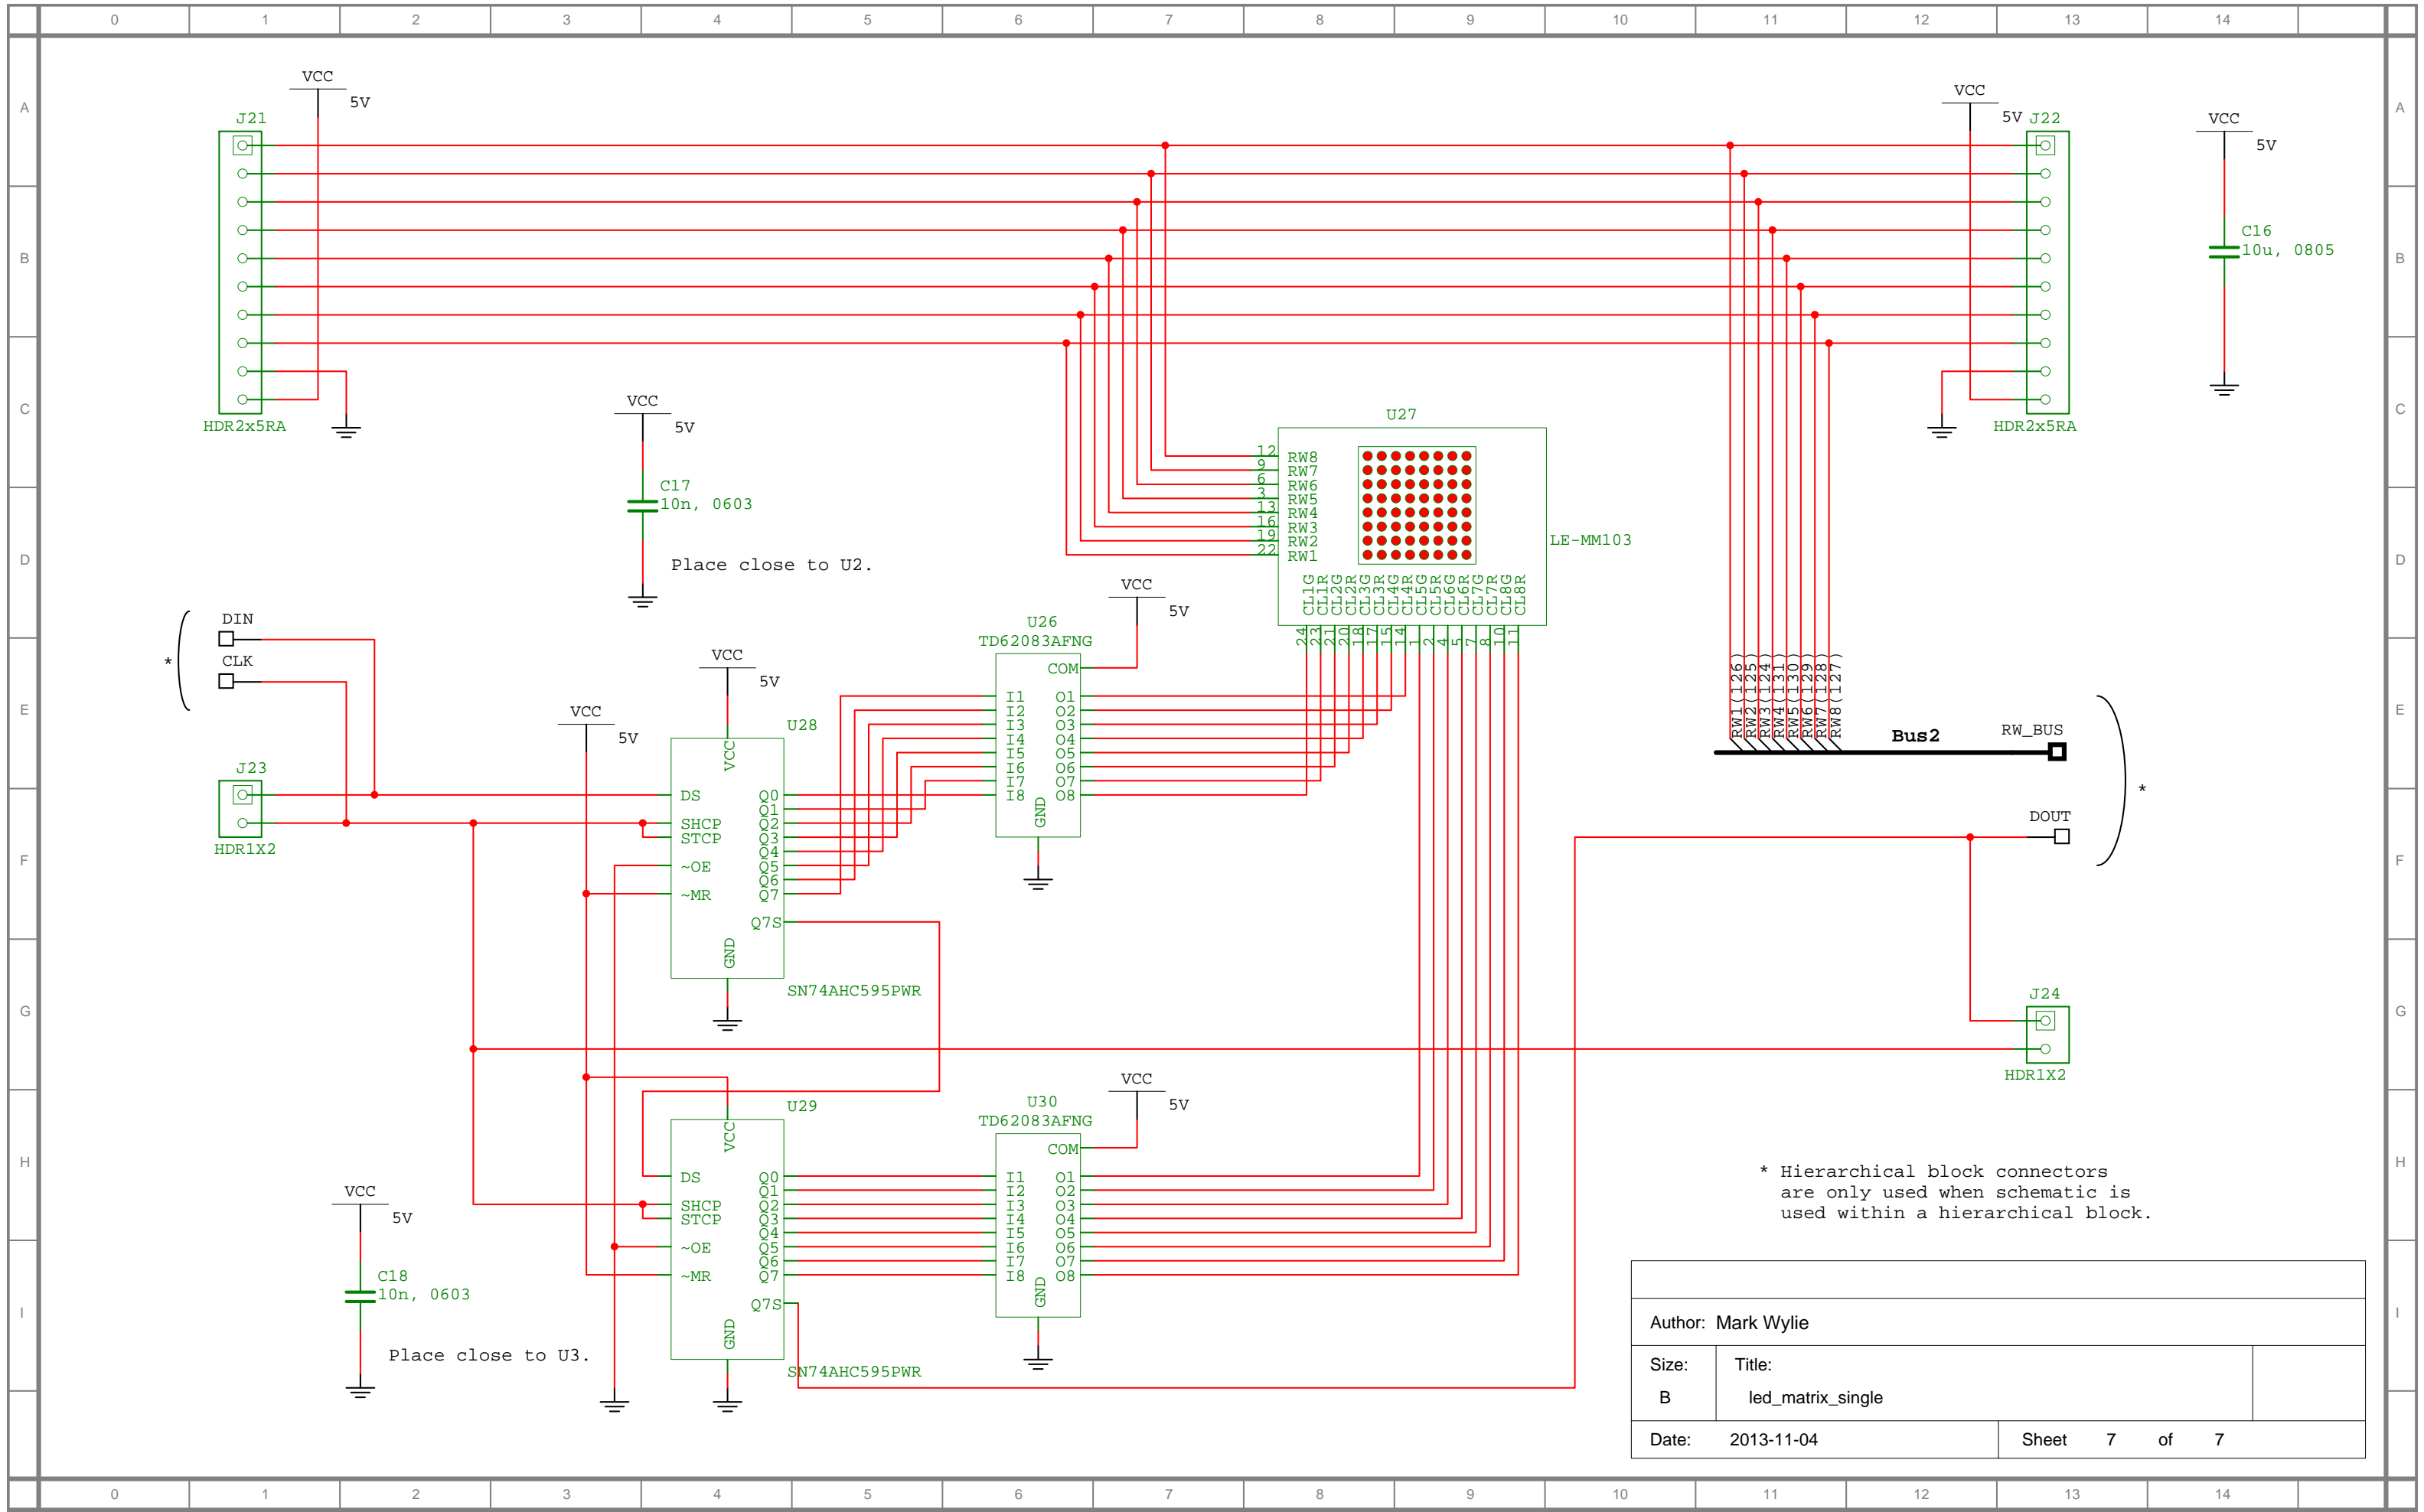 0 1 2 3 4 5 6 7 8 9 10 11 12 13 14
A
B
C
D
E
F
G
H
I
A
B
C
D
E
F
G
H
I
VCC
5V
J21
HDR2x5RA
VCC
5V
J22
HDR2x5RA
VCC
5V
C16
10u, 0805
VCC
5V
C17
10n, 0603
Place close to U2.
U27
12 RW8
9 RW7
6 RW6
3 RW5
13 RW4
16 RW3
19 RW2
22 RW1
LE-MM103
CL1G CL1R CL2G CL2R CL3G CL3R CL4G CL4R CL5G CL5R CL6G CL6R CL7G CL7R CL8G CL8R
24 23 21 20 18 17 15 14 1 2 4 5 7 8 10 11
DIN
*
CLK
J23
HDR1X2
VCC
5V
VCC
5V
U28
VCC
DS
SHCP
STCP
~OE
~MR
Q0
Q1
Q2
Q3
Q4
Q5
Q6
Q7
Q7S
GND
SN74AHC595PWR
VCC
5V
U26
TD62083AFNG
COM
I1 O1
I2 O2
I3 O3
I4 O4
I5 O5
I6 O6
I7 O7
I8 O8
GND
RW1(126)
RW2(125)
RW3(124)
RW4(131)
RW5(130)
RW6(129)
RW7(128)
RW8(127)
Bus2
RW_BUS
*
DOUT
J24
HDR1X2
U29
VCC
DS
SHCP
STCP
~OE
~MR
Q0
Q1
Q2
Q3
Q4
Q5
Q6
Q7
Q7S
GND
SN74AHC595PWR
VCC
5V
U30
TD62083AFNG
COM
I1 O1
I2 O2
I3 O3
I4 O4
I5 O5
I6 O6
I7 O7
I8 O8
GND
VCC
5V
C18
10n, 0603
Place close to U3.
* Hierarchical block connectors
are only used when schematic is
used within a hierarchical block.
Author: Mark Wylie
Size: Title:
B led_matrix_single
Date: 2013-11-04 Sheet 7 of 7
0 1 2 3 4 5 6 7 8 9 10 11 12 13 14